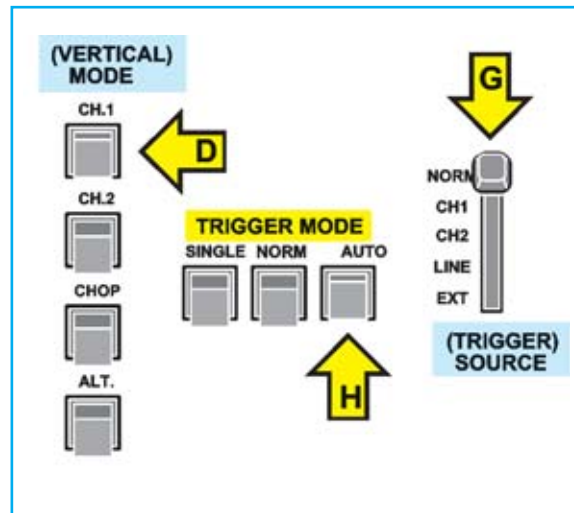 (VERTICAL)
MODE
CH.1
D
CH.2
CHOP
ALT.
TRIGGER MODE
SINGLE NORM AUTO
H
G
NORM
CH1
CH2
LINE
EXT
(TRIGGER)
SOURCE